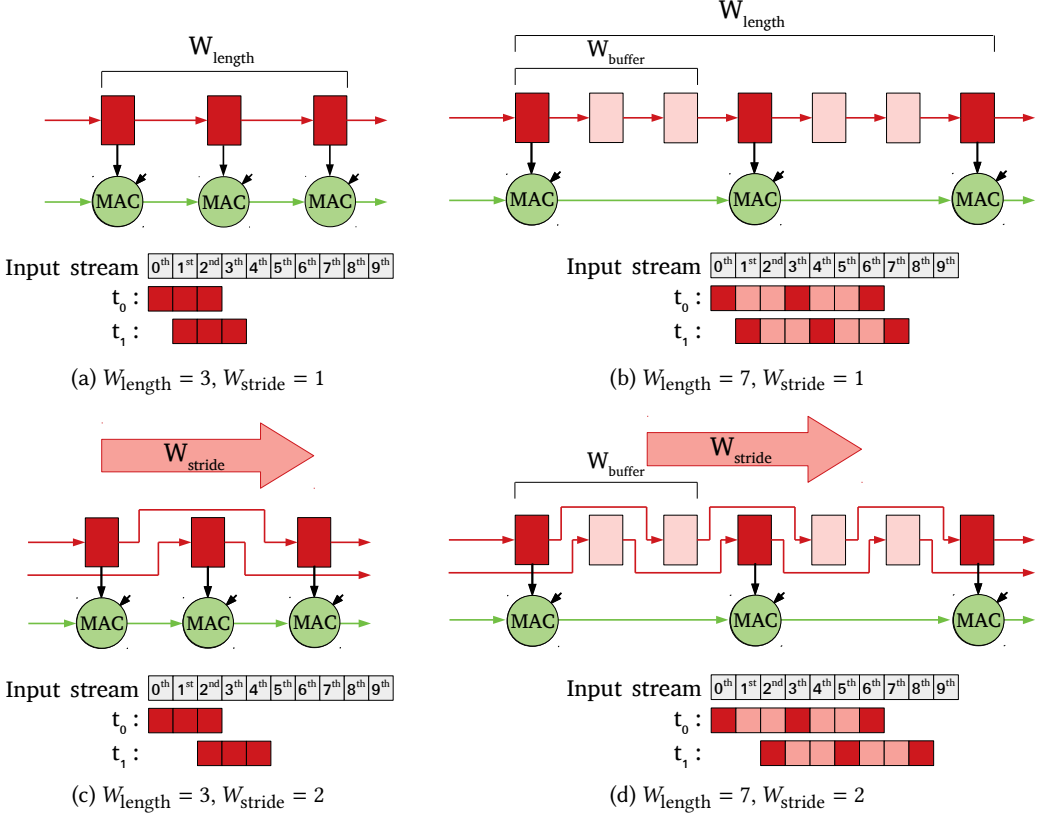 W_length
MAC MAC MAC
Input stream 0th 1st 2nd 3th 4th 5th 6th 7th 8th 9th
t0 :
t1 :
(a) W_length = 3, W_stride = 1
W_length
W_buffer
MAC MAC MAC
Input stream 0th 1st 2nd 3th 4th 5th 6th 7th 8th 9th
t0 :
t1 :
(b) W_length = 7, W_stride = 1
W_stride
MAC MAC MAC
Input stream 0th 1st 2nd 3th 4th 5th 6th 7th 8th 9th
t0 :
t1 :
(c) W_length = 3, W_stride = 2
W_stride
W_buffer
MAC MAC MAC
Input stream 0th 1st 2nd 3th 4th 5th 6th 7th 8th 9th
t0 :
t1 :
(d) W_length = 7, W_stride = 2